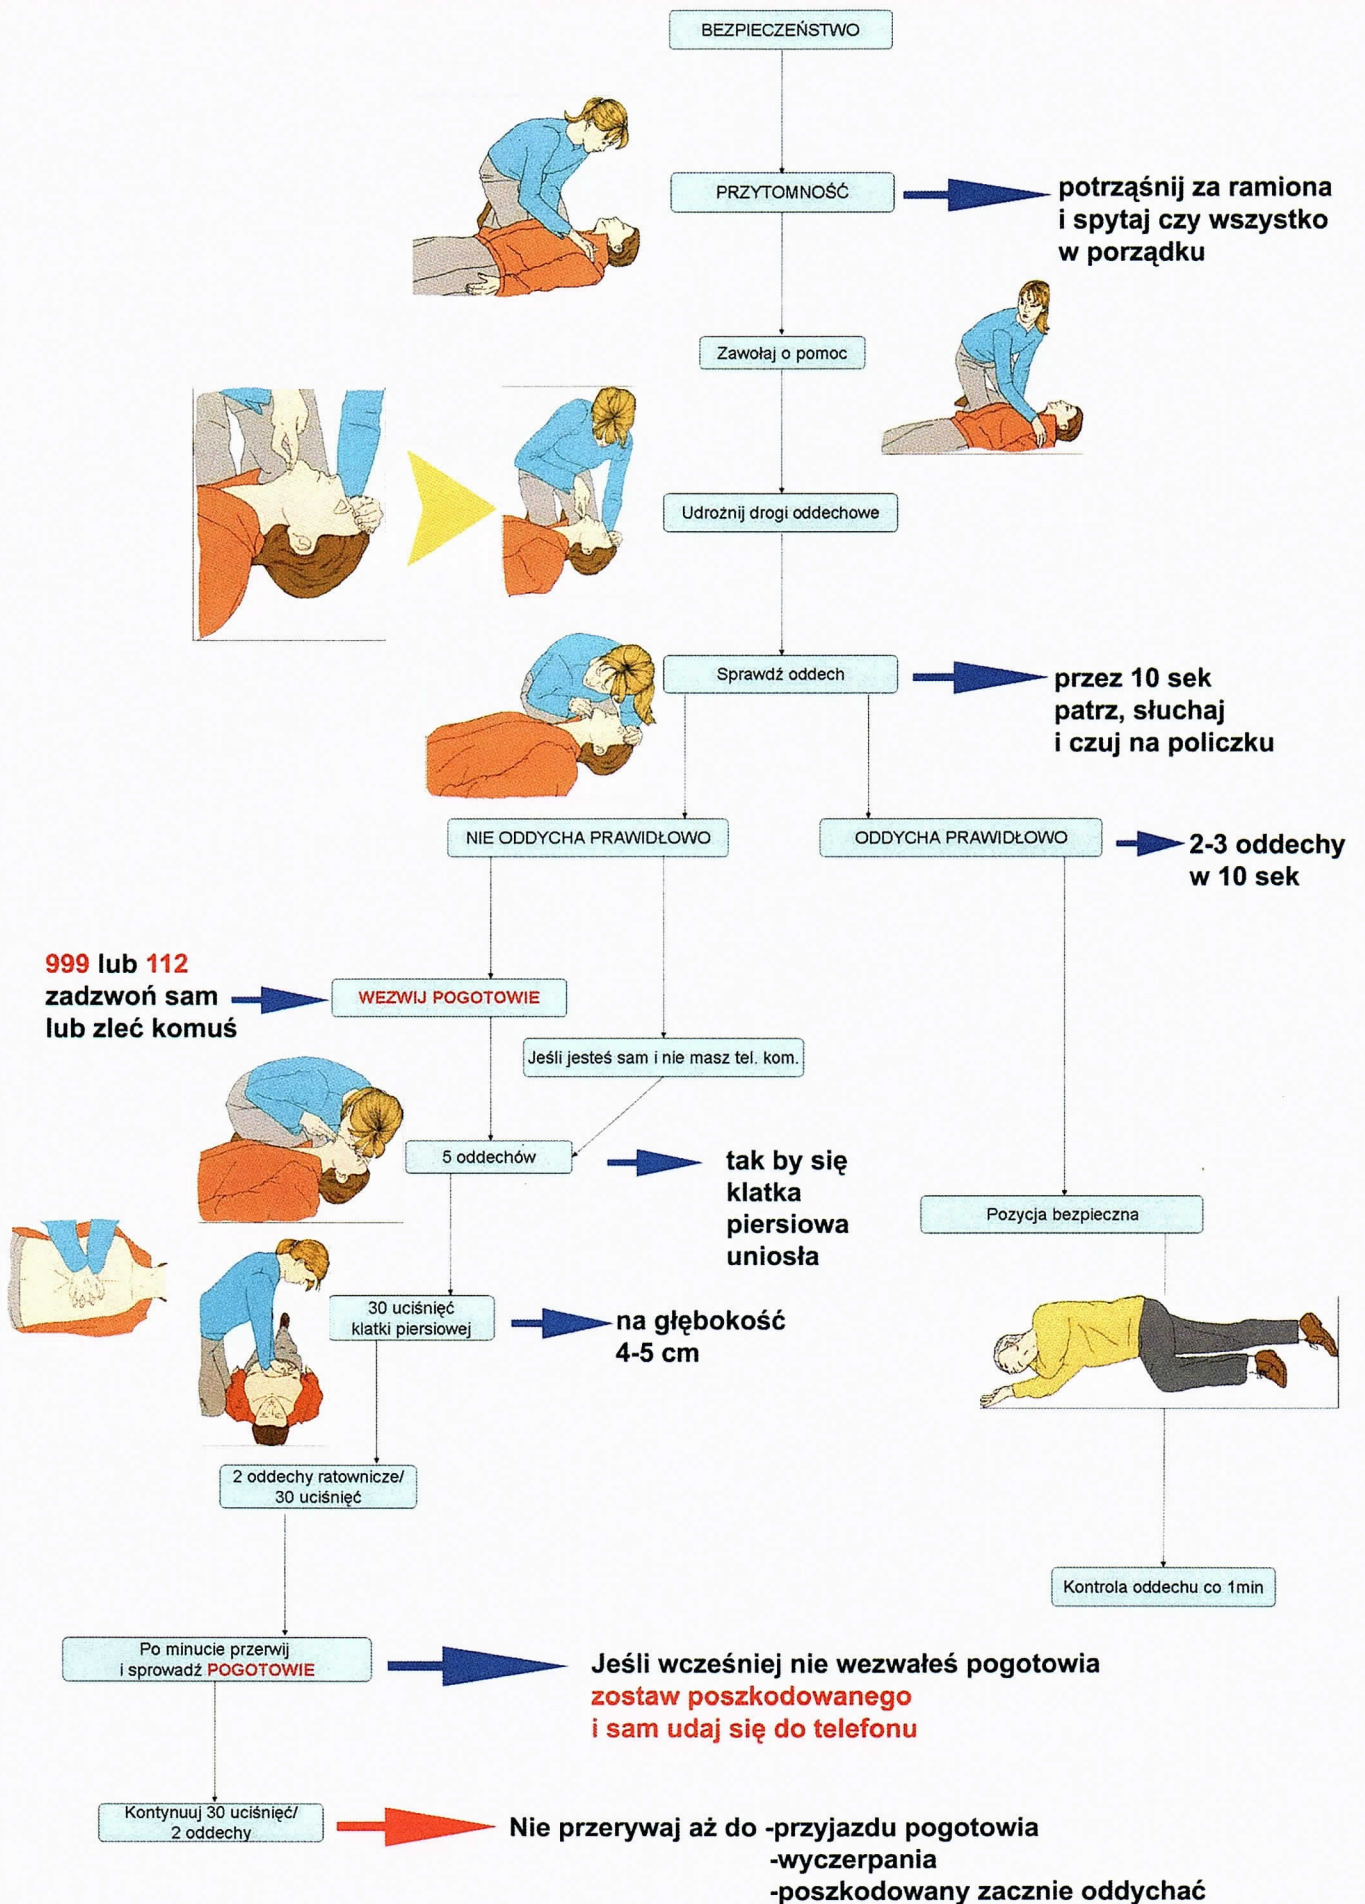 BEZPIECZEŃSTWO
PRZYTOMNOŚĆ
potrząśnij za ramiona
i spytaj czy wszystko
w porządku
Zawołaj o pomoc
Udrożnij drogi oddechowe
Sprawdź oddech
przez 10 sek
patrz, słuchaj
i czuj na policzku
NIE ODDYCHA PRAWIDŁOWO
ODDYCHA PRAWIDŁOWO
2-3 oddechy
w 10 sek
999 lub 112
zadzwoń sam
lub zleć komuś
WEZWIJ POGOTOWIE
Jeśli jesteś sam i nie masz tel. kom.
5 oddechów
tak by się
klatka
piersiowa
uniosła
Pozycja bezpieczna
30 uciśnięć
klatki piersiowej
na głębokość
4-5 cm
2 oddechy ratownicze/
30 uciśnięć
Kontrola oddechu co 1min
Po minucie przerwij
i sprowadź POGOTOWIE
Jeśli wcześniej nie wezwałeś pogotowia
zostaw poszkodowanego
i sam udaj się do telefonu
Kontynuuj 30 uciśnięć/
2 oddechy
Nie przerywaj aż do -przyjazdu pogotowia
-wyczerpania
-poszkodowany zacznie oddychać